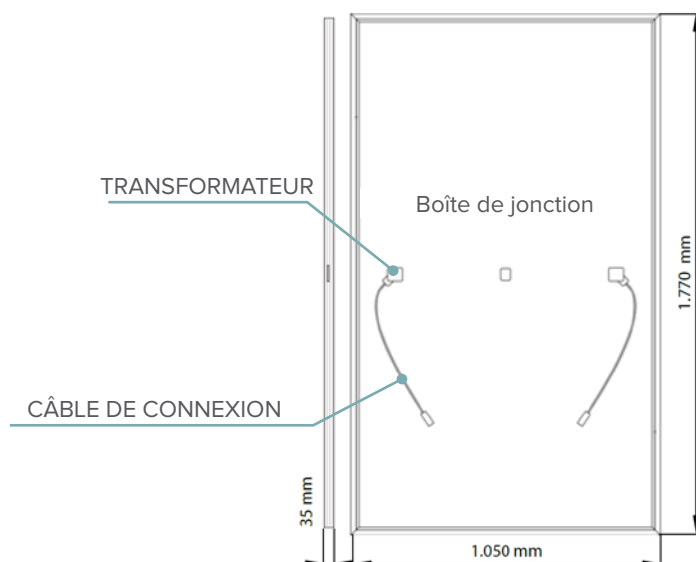 TRANSFORMATEUR
Boîte de jonction
1.770 mm
CÂBLE DE CONNEXION
35 mm
1.050 mm